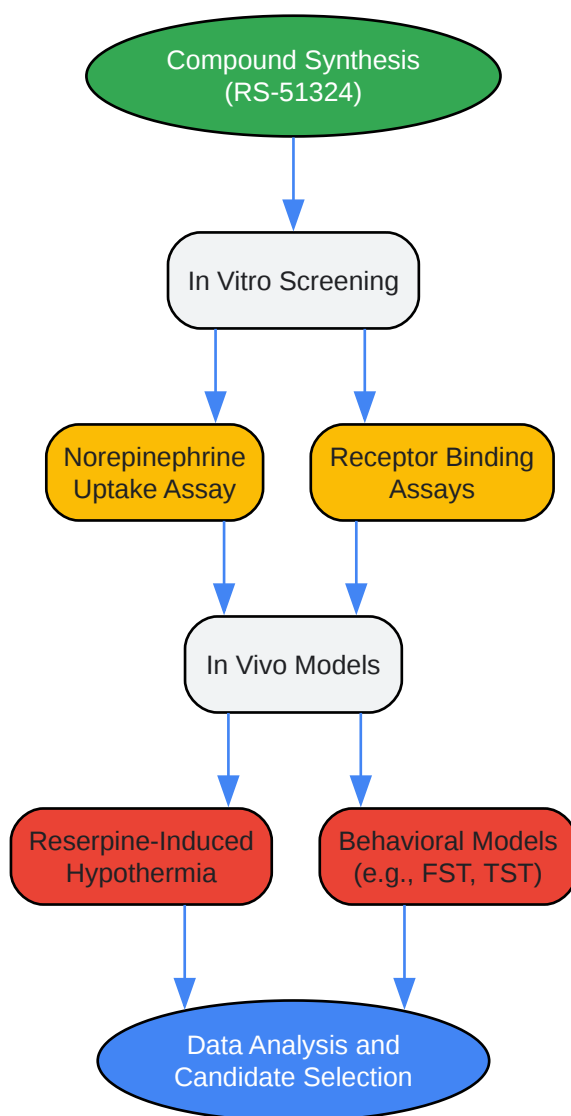 Compound Synthesis
(RS-51324)
In Vitro Screening
Norepinephrine
Uptake Assay
Receptor Binding
Assays
In Vivo Models
Reserpine-Induced
Hypothermia
Behavioral Models
(e.g., FST, TST)
Data Analysis and
Candidate Selection